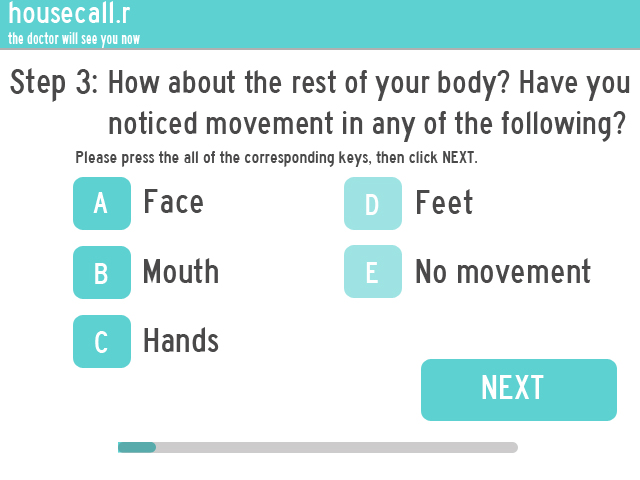 housecall.r
the doctor will see you now
Step 3: How about the rest of your body? Have you
noticed movement in any of the following?
Please press the all of the corresponding keys, then click NEXT.
A Face
B Mouth
C Hands
D Feet
E No movement
NEXT